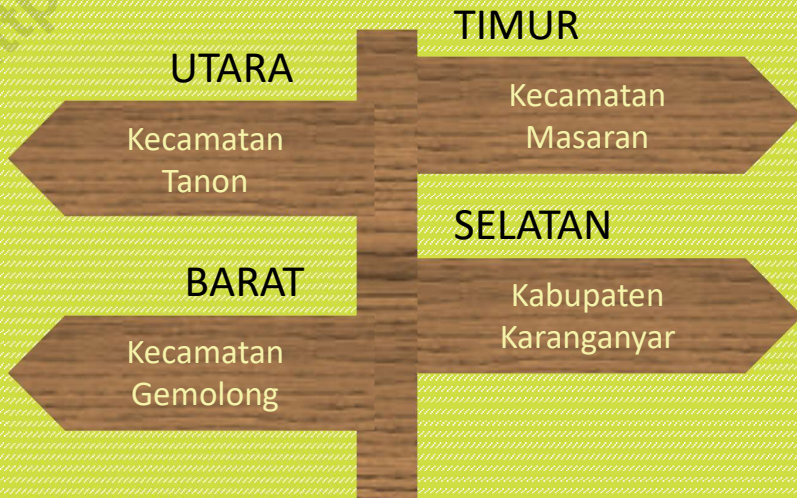 UTARA
Kecamatan
Tanon
TIMUR
Kecamatan
Masaran
BARAT
Kecamatan
Gemolong
SELATAN
Kabupaten
Karanganyar